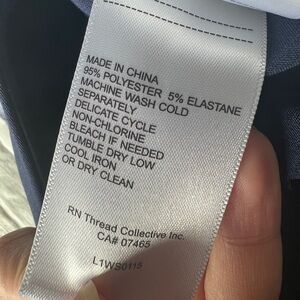 MADE IN CHINA
95% POLYESTER 5% ELASTANE
MACHINE WASH COLD
SEPARATELY
DELICATE CYCLE
NON-CHLORINE
BLEACH IF NEEDED
TUMBLE DRY LOW
COOL IRON
OR DRY CLEAN
RN Thread Collective Inc.
CA# 07465
L1WS0115